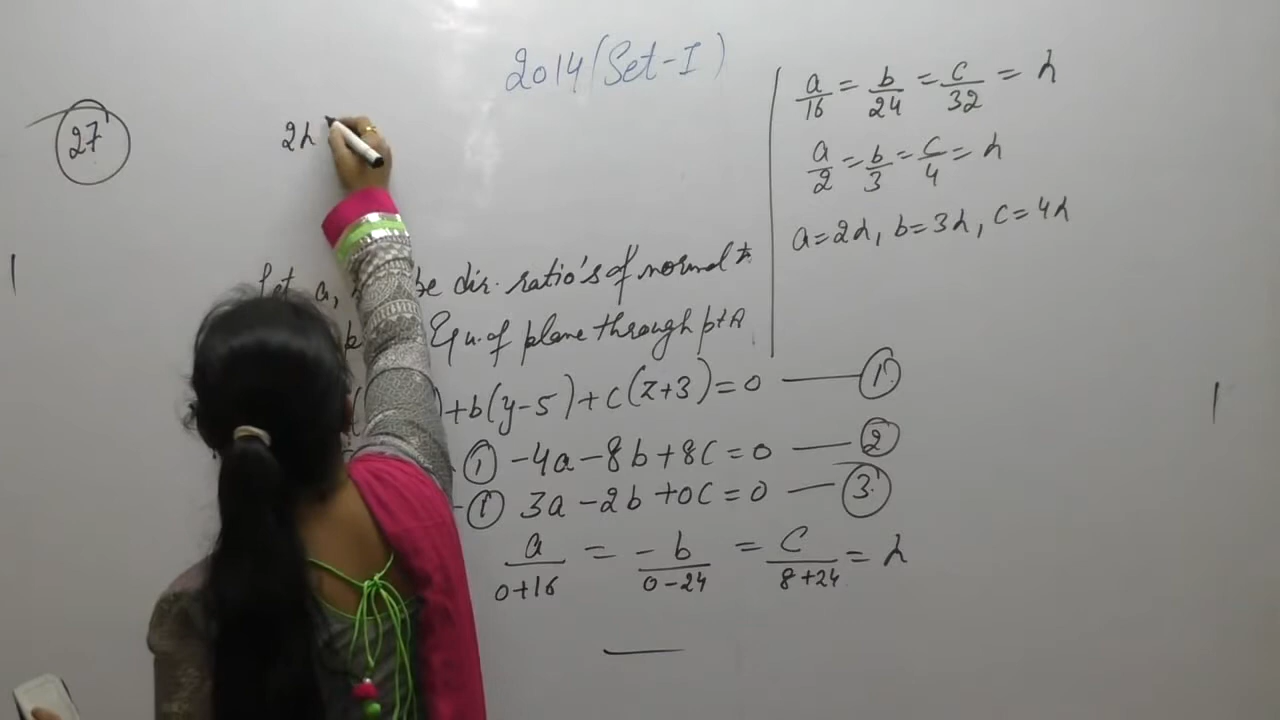 2014 (Set-I)
27
2λ
Let a, be dir. ratio's of normal
Equ. of plane through pt A
+b(y-5)+c(z+3)=0 — ①
① -4a-8b+8c=0 — ②
① 3a-2b+0c=0 — ③
a/(0+16) = -b/(0-24) = c/(8+24) = λ
a/16 = b/24 = c/32 = λ
a/2 = b/3 = c/4 = λ
a=2λ, b=3λ, c=4λ